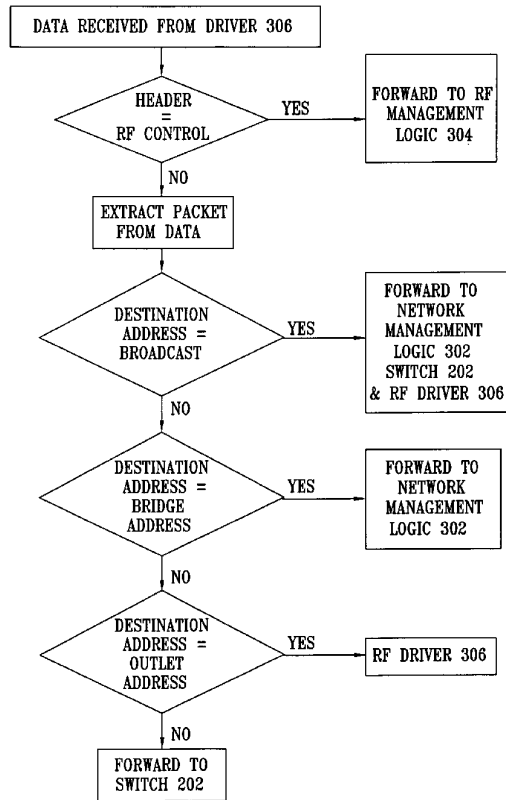 DATA RECEIVED FROM DRIVER 306
HEADER
=
RF CONTROL
YES
FORWARD TO RF
MANAGEMENT
LOGIC 304
NO
EXTRACT PACKET
FROM DATA
DESTINATION
ADDRESS =
BROADCAST
YES
FORWARD TO
NETWORK
MANAGEMENT
LOGIC 302
SWITCH 202
& RF DRIVER 306
NO
DESTINATION
ADDRESS =
BRIDGE
ADDRESS
YES
FORWARD TO
NETWORK
MANAGEMENT
LOGIC 302
NO
DESTINATION
ADDRESS =
OUTLET
ADDRESS
YES
RF DRIVER 306
NO
FORWARD TO
SWITCH 202